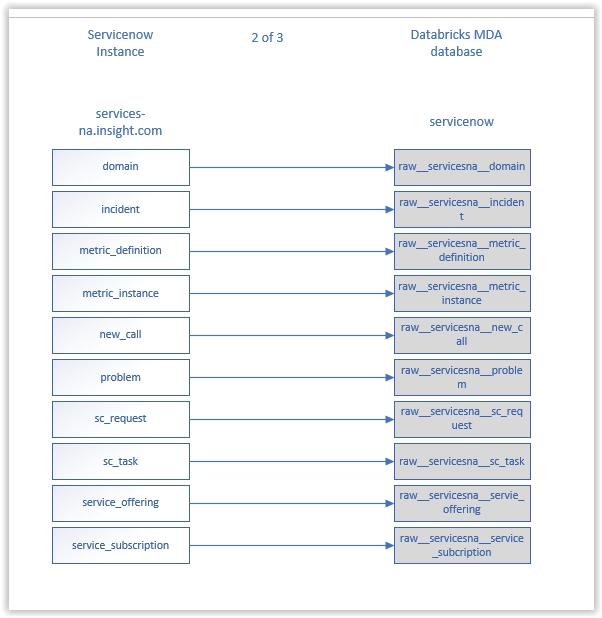 Servicenow
Instance
2 of 3
Databricks MDA
database
services-
na.insight.com
servicenow
domain
raw__servicesna__domain
incident
raw__servicesna__inciden
t
metric_definition
raw__servicesna__metric_
definition
metric_instance
raw__servicesna__metric_
instance
new_call
raw__servicesna__new_c
all
problem
raw__servicesna__proble
m
sc_request
raw__servicesna__sc_req
uest
sc_task
raw__servicesna__sc_task
service_offering
raw__servicesna__servie_
offering
service_subscription
raw__servicesna__service
_subcription